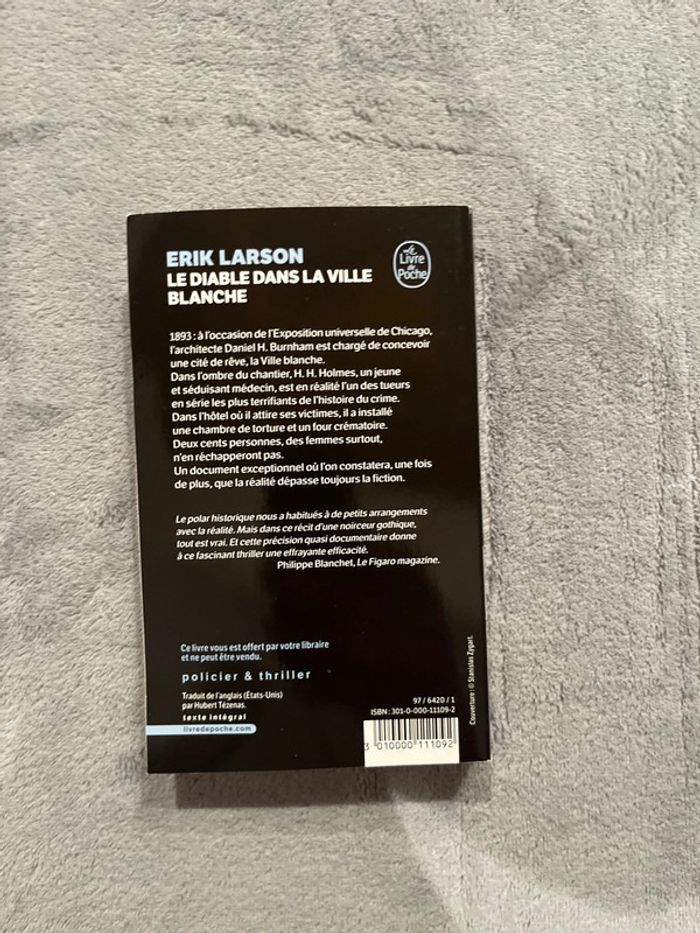 ERIK LARSON
LE DIABLE DANS LA VILLE
BLANCHE
Le
Livre
de
Poche
1893 : à l'occasion de l'Exposition universelle de Chicago,
l'architecte Daniel H. Burnham est chargé de concevoir
une cité de rêve, la Ville blanche.
Dans l'ombre du chantier, H. H. Holmes, un jeune
et séduisant médecin, est en réalité l'un des tueurs
en série les plus terrifiants de l'histoire du crime.
Dans l'hôtel où il attire ses victimes, il a installé
une chambre de torture et un four crématoire.
Deux cents personnes, des femmes surtout,
n'en réchapperont pas.
Un document exceptionnel où l'on constatera, une fois
de plus, que la réalité dépasse toujours la fiction.
Le polar historique nous a habitués à de petits arrangements
avec la réalité. Mais dans ce récit d'une noirceur gothique,
tout est vrai. Et cette précision quasi documentaire donne
à ce fascinant thriller une effrayante efficacité.
Philippe Blanchet, Le Figaro magazine.
Ce livre vous est offert par votre libraire
et ne peut être vendu.
policier & thriller
Traduit de l'anglais (États-Unis)
par Hubert Tézenas.
texte intégral
livredepoche.com
97 / 6420 / 1
ISBN : 301-0-000-11109-2
3 010000 111092
Couverture : © Stanislas Zygart.